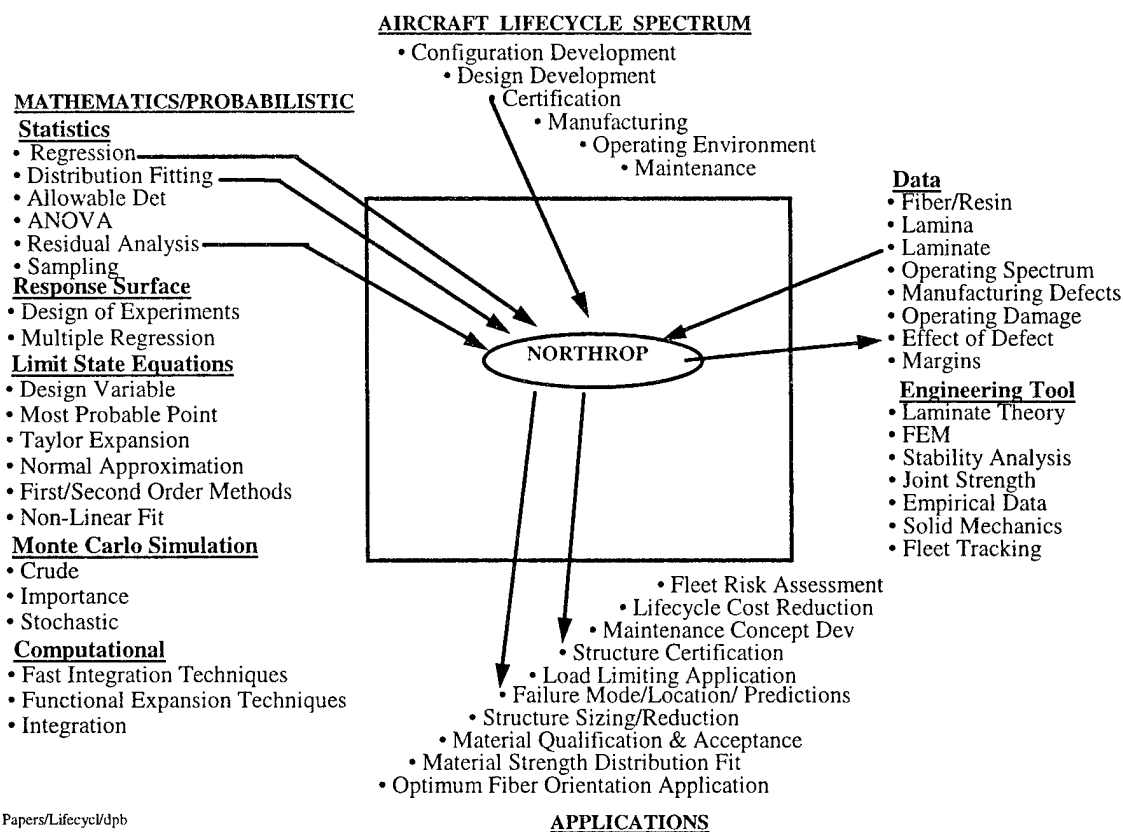 AIRCRAFT LIFECYCLE SPECTRUM
• Configuration Development
• Design Development
• Certification
• Manufacturing
• Operating Environment
• Maintenance
MATHEMATICS/PROBABILISTIC
Statistics
• Regression
• Distribution Fitting
• Allowable Det
• ANOVA
• Residual Analysis
• Sampling
Response Surface
• Design of Experiments
• Multiple Regression
Limit State Equations
• Design Variable
• Most Probable Point
• Taylor Expansion
• Normal Approximation
• First/Second Order Methods
• Non-Linear Fit
Monte Carlo Simulation
• Crude
• Importance
• Stochastic
Computational
• Fast Integration Techniques
• Functional Expansion Techniques
• Integration
NORTHROP
Data
• Fiber/Resin
• Lamina
• Laminate
• Operating Spectrum
• Manufacturing Defects
• Operating Damage
• Effect of Defect
• Margins
Engineering Tool
• Laminate Theory
• FEM
• Stability Analysis
• Joint Strength
• Empirical Data
• Solid Mechanics
• Fleet Tracking
• Fleet Risk Assessment
• Lifecycle Cost Reduction
• Maintenance Concept Dev
• Structure Certification
• Load Limiting Application
• Failure Mode/Location/ Predictions
• Structure Sizing/Reduction
• Material Qualification & Acceptance
• Material Strength Distribution Fit
• Optimum Fiber Orientation Application
APPLICATIONS
Papers/Lifecycl/dpb